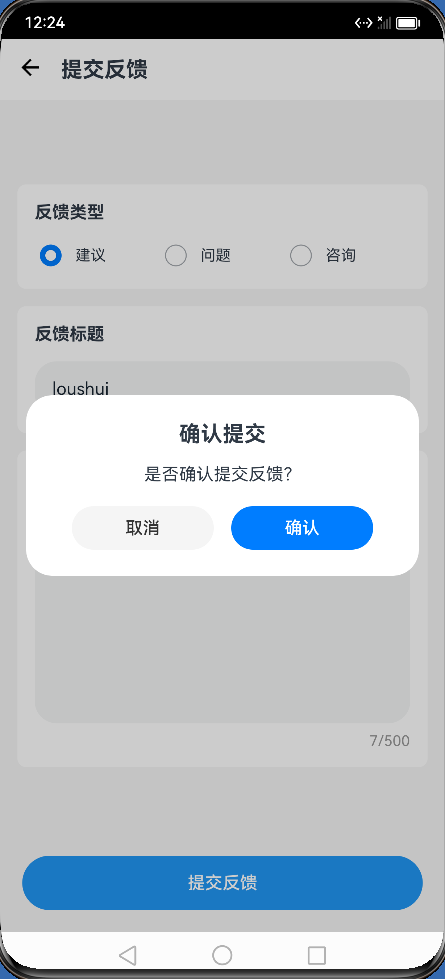 12:24
提交反馈
反馈类型
建议 问题 咨询
反馈标题
loushui
确认提交
是否确认提交反馈?
取消 确认
7/500
提交反馈